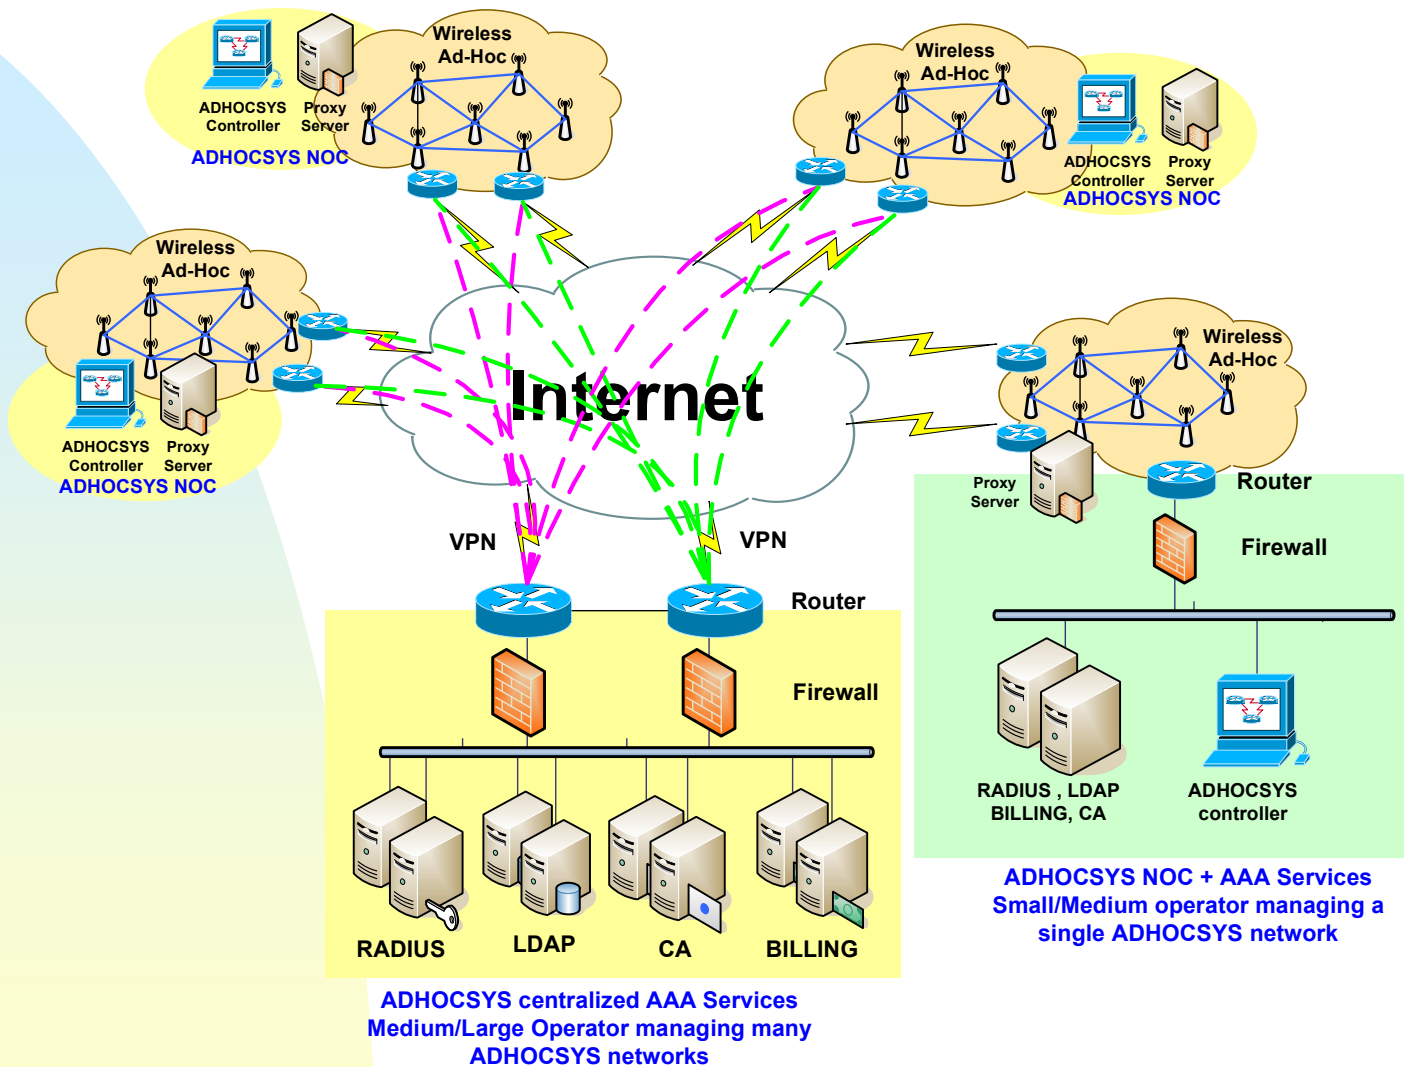 Wireless
Ad-Hoc
ADHOCSYS
Controller
Proxy
Server
ADHOCSYS NOC
Wireless
Ad-Hoc
ADHOCSYS
Controller
Proxy
Server
ADHOCSYS NOC
Wireless
Ad-Hoc
ADHOCSYS
Controller
Proxy
Server
ADHOCSYS NOC
Internet
Wireless
Ad-Hoc
Proxy
Server
Router
Firewall
VPN
VPN
Router
Firewall
RADIUS
LDAP
CA
BILLING
ADHOCSYS centralized AAA Services
Medium/Large Operator managing many
ADHOCSYS networks
RADIUS , LDAP
BILLING, CA
ADHOCSYS
controller
ADHOCSYS NOC + AAA Services
Small/Medium operator managing a
single ADHOCSYS network